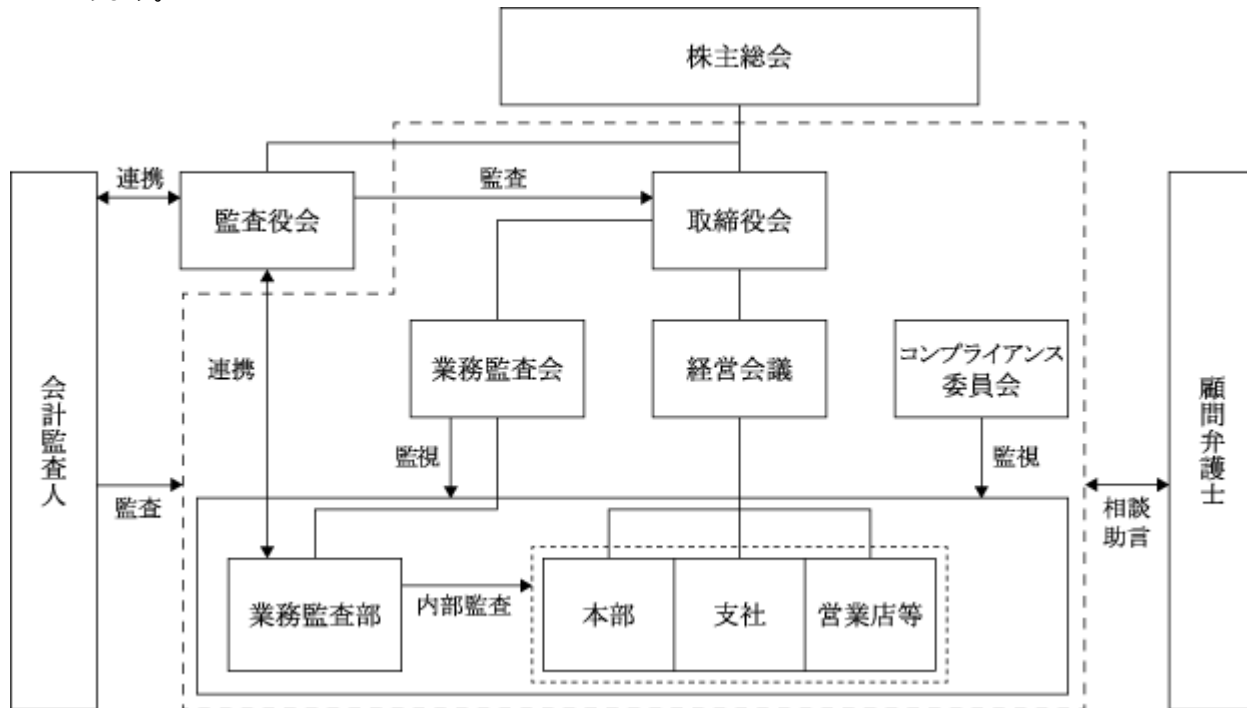 株主総会
連携
監査
監査役会
取締役会
連携
業務監査会
経営会議
コンプライアンス
委員会
会計監査人
顧問弁護士
監視
監視
監査
相談
助言
業務監査部
内部監査
本部
支社
営業店等